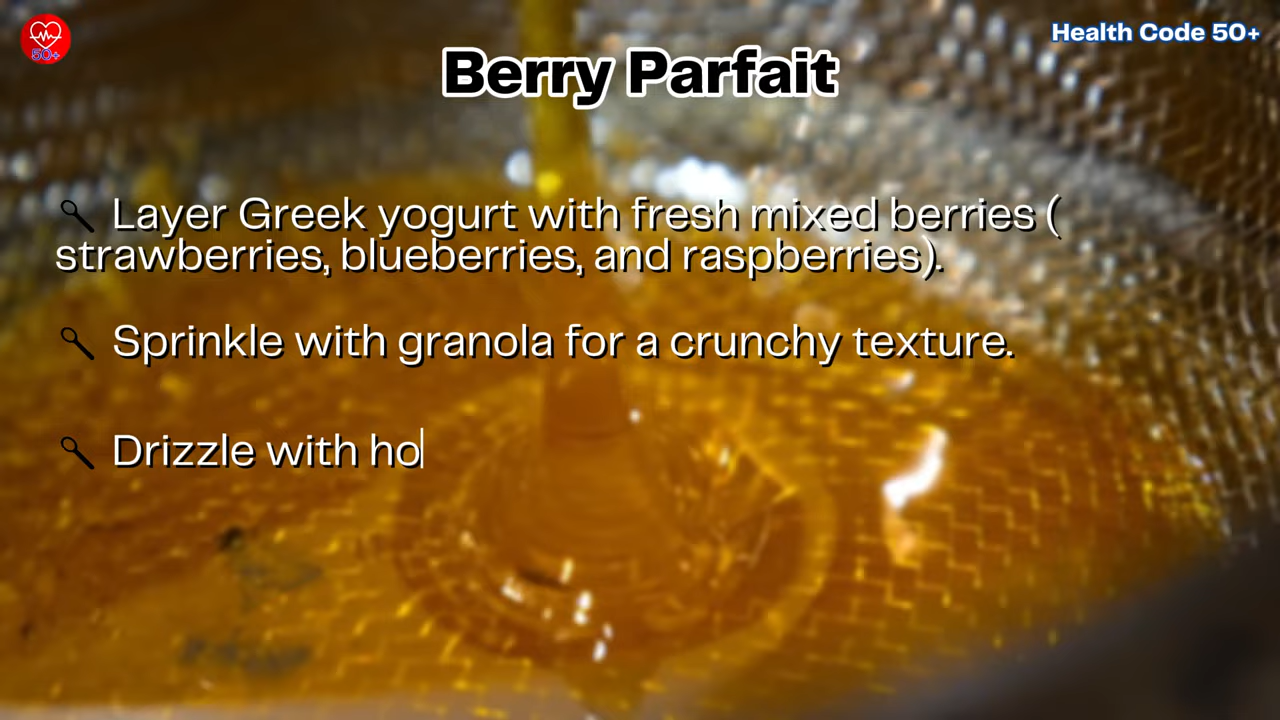 50+
Health Code 50+
Berry Parfait
Layer Greek yogurt with fresh mixed berries (
strawberries, blueberries, and raspberries).
Sprinkle with granola for a crunchy texture.
Drizzle with ho